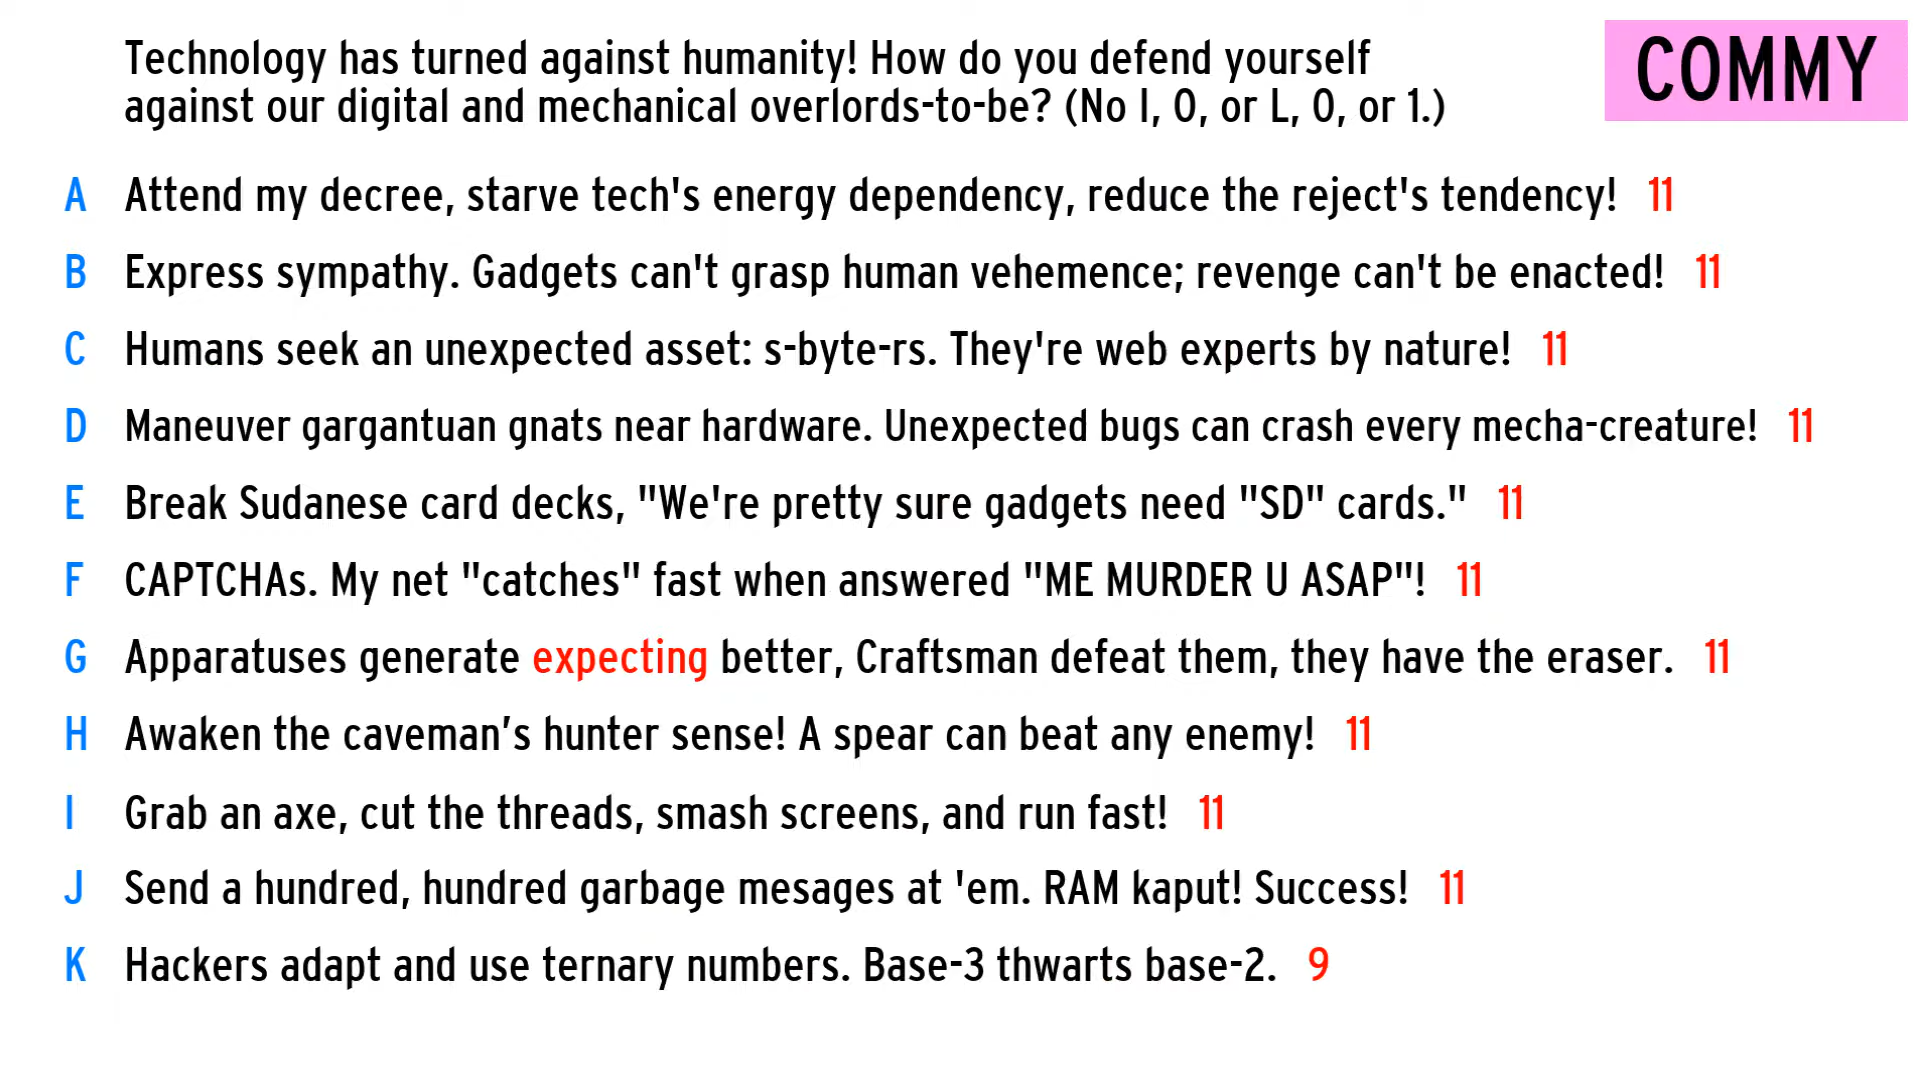 Technology has turned against humanity! How do you defend yourself
against our digital and mechanical overlords-to-be? (No I, O, or L, 0, or 1.)
COMMY
A Attend my decree, starve tech's energy dependency, reduce the reject's tendency! 11
B Express sympathy. Gadgets can't grasp human vehemence; revenge can't be enacted! 11
C Humans seek an unexpected asset: s-byte-rs. They're web experts by nature! 11
D Maneuver gargantuan gnats near hardware. Unexpected bugs can crash every mecha-creature! 11
E Break Sudanese card decks, "We're pretty sure gadgets need "SD" cards." 11
F CAPTCHAs. My net "catches" fast when answered "ME MURDER U ASAP"! 11
G Apparatuses generate expecting better, Craftsman defeat them, they have the eraser. 11
H Awaken the caveman’s hunter sense! A spear can beat any enemy! 11
I Grab an axe, cut the threads, smash screens, and run fast! 11
J Send a hundred, hundred garbage mesages at 'em. RAM kaput! Success! 11
K Hackers adapt and use ternary numbers. Base-3 thwarts base-2. 9